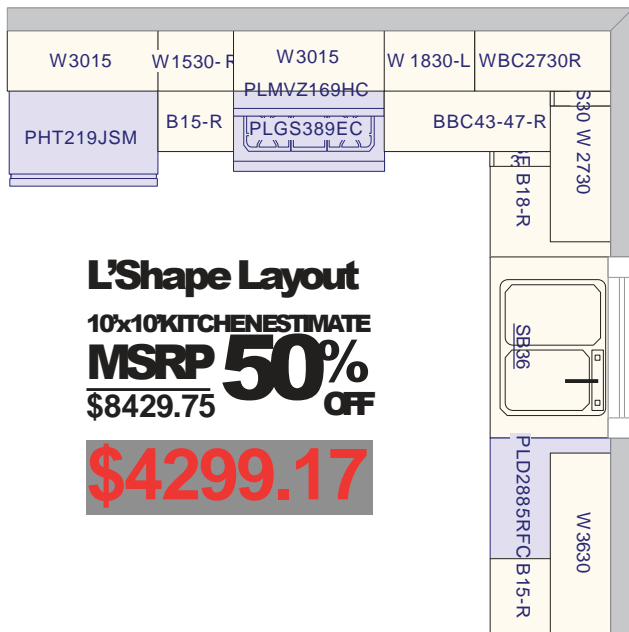 W3015
W1530-R
W3015
W 1830-L
WBC2730R
PLMVZ169HC
PHT219JSM
B15-R
PLGS389EC
BBC43-47-R
S30 W 2730
B18-R
L'Shape Layout
10'x10'KITCHENESTIMATE
MSRP 50%
$8429.75 OFF
$4299.17
SB36
PLD2885RFC B15-R
W3630